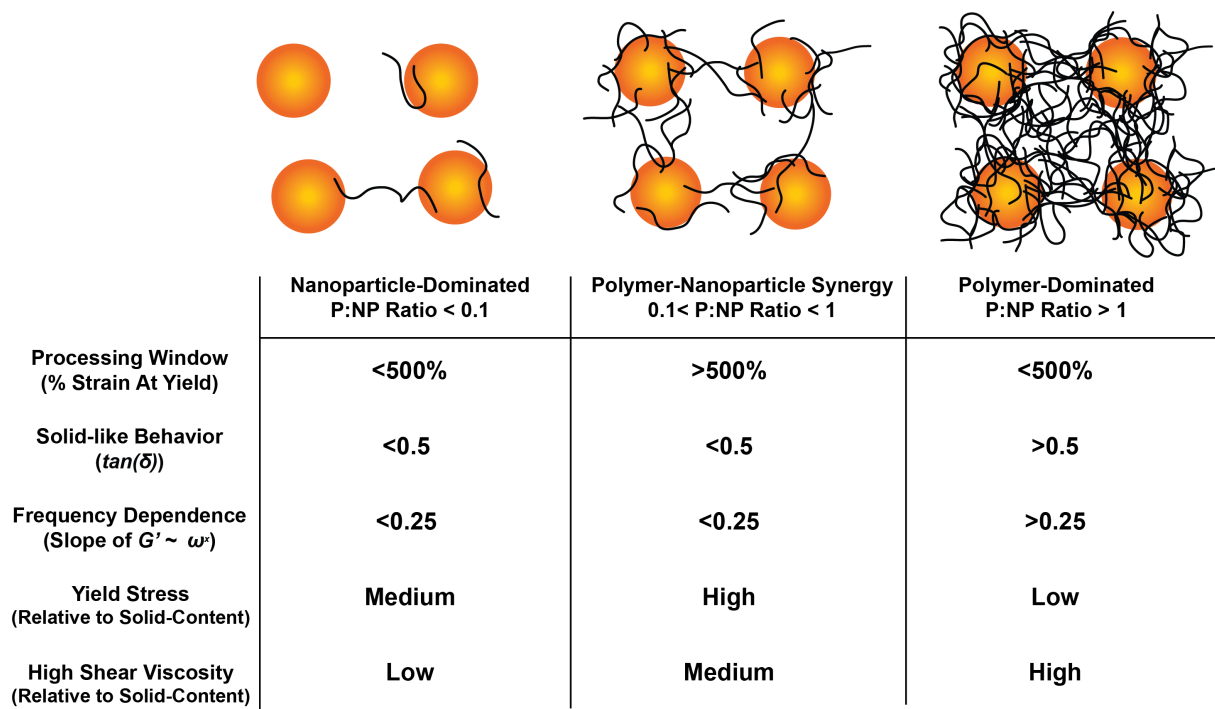 Nanoparticle-Dominated
P:NP Ratio < 0.1
Polymer-Nanoparticle Synergy
0.1< P:NP Ratio < 1
Polymer-Dominated
P:NP Ratio > 1
Processing Window
(% Strain At Yield)
<500%
>500%
<500%
Solid-like Behavior
(tan(δ))
<0.5
<0.5
>0.5
Frequency Dependence
(Slope of G’ ~ ωˣ)
<0.25
<0.25
>0.25
Yield Stress
(Relative to Solid-Content)
Medium
High
Low
High Shear Viscosity
(Relative to Solid-Content)
Low
Medium
High